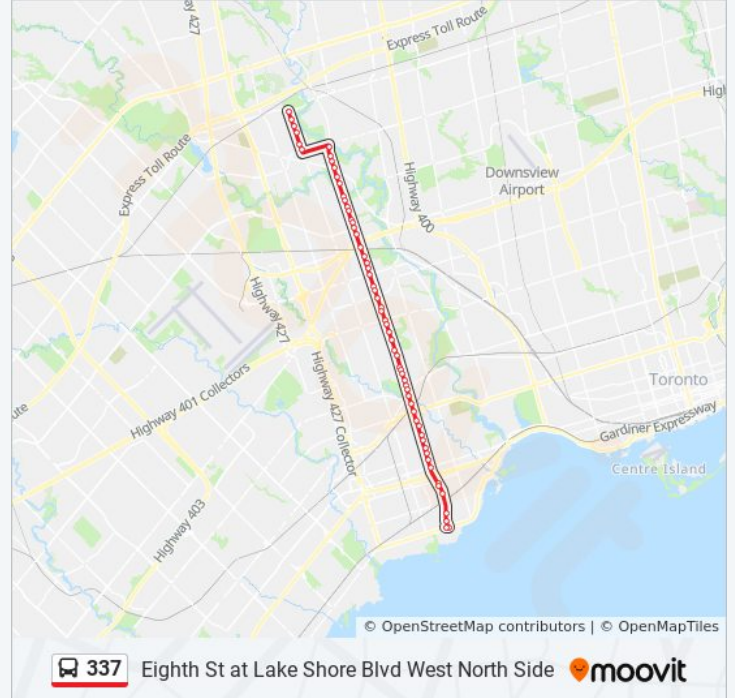 ay 427
Express Toll Route
High
Express Toll Route
Highway 400
Downsview
Airport
Highway 427
Highway 401 Collectors
Highway 427 Collector
ute
Toronto
Gardiner Expressway
Centre Island
Highway 403
© OpenStreetMap contributors | © OpenMapTiles
337 Eighth St at Lake Shore Blvd West North Side moovit